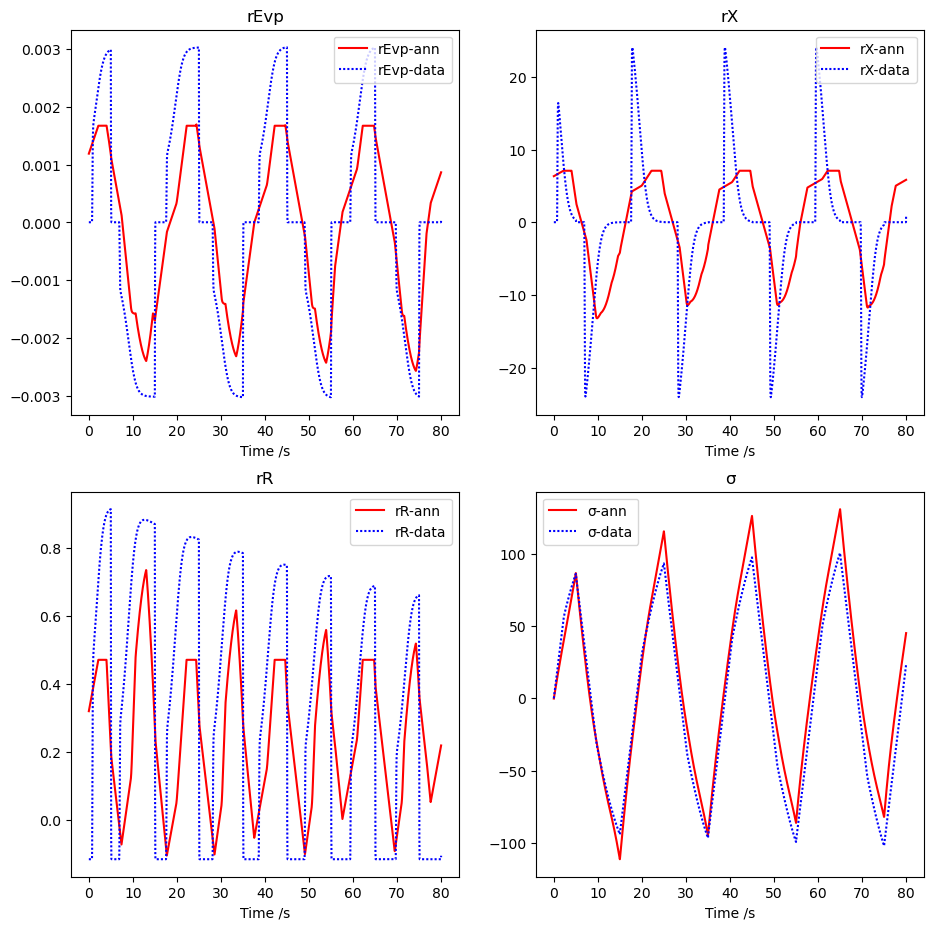 rEvp
rEvp-ann
rEvp-data
0.003
0.002
0.001
0.000
−0.001
−0.002
−0.003
0 10 20 30 40 50 60 70 80
Time /s
rX
rX-ann
rX-data
20
10
0
−10
−20
0 10 20 30 40 50 60 70 80
Time /s
rR
rR-ann
rR-data
0.8
0.6
0.4
0.2
0.0
0 10 20 30 40 50 60 70 80
Time /s
σ
σ-ann
σ-data
100
50
0
−50
−100
0 10 20 30 40 50 60 70 80
Time /s